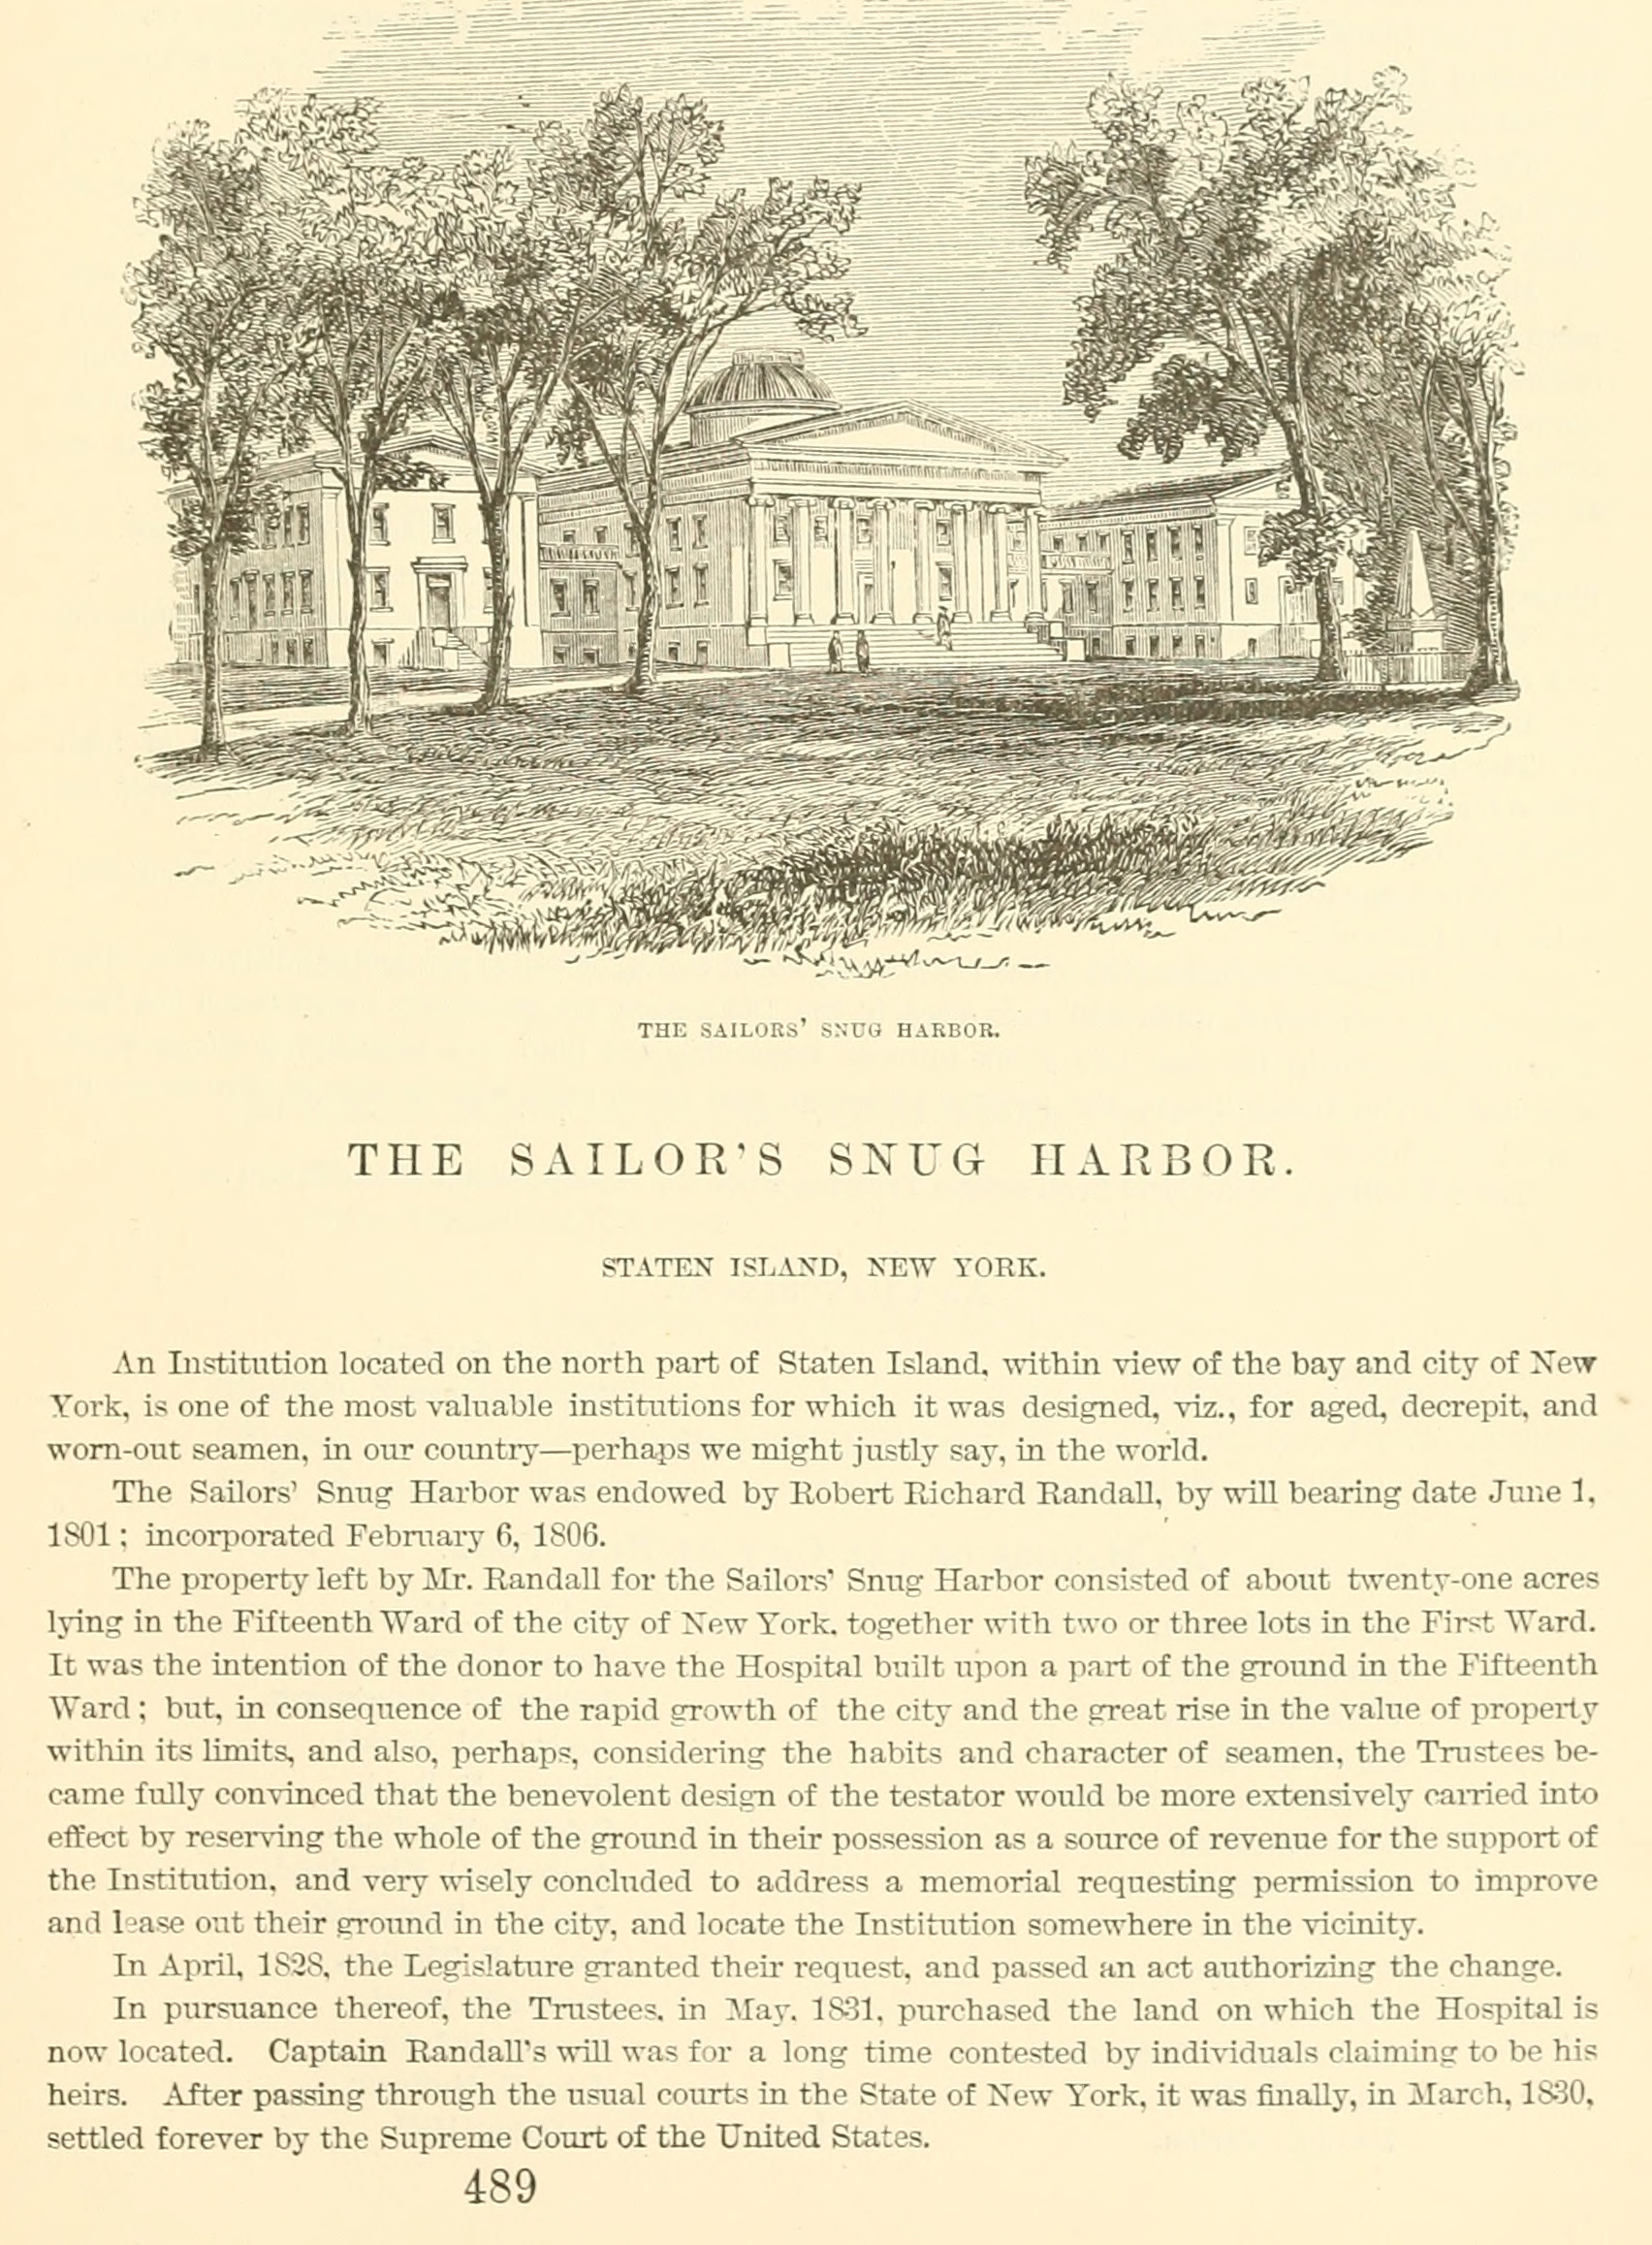 THE SAILORS' SNUG HARBOR.
THE SAILOR'S SNUG HARBOR.
STATEN ISLAND, NEW YORK.
An Institution located on the north part of Staten Island, within view of the bay and city of New
York, is one of the most valuable institutions for which it was designed, viz., for aged, decrepit, and
worn-out seamen, in our country—perhaps we might justly say, in the world.
The Sailors' Snug Harbor was endowed by Robert Richard Randall, by will bearing date June 1,
1801; incorporated February 6, 1806.
The property left by Mr. Randall for the Sailors' Snug Harbor consisted of about twenty-one acres
lying in the Fifteenth Ward of the city of New York, together with two or three lots in the First Ward.
It was the intention of the donor to have the Hospital built upon a part of the ground in the Fifteenth
Ward; but, in consequence of the rapid growth of the city and the great rise in the value of property
within its limits, and also, perhaps, considering the habits and character of seamen, the Trustees be-
came fully convinced that the benevolent design of the testator would be more extensively carried into
effect by reserving the whole of the ground in their possession as a source of revenue for the support of
the Institution, and very wisely concluded to address a memorial requesting permission to improve
and lease out their ground in the city, and locate the Institution somewhere in the vicinity.
In April, 1828, the Legislature granted their request, and passed an act authorizing the change.
In pursuance thereof, the Trustees, in May, 1831, purchased the land on which the Hospital is
now located. Captain Randall's will was for a long time contested by individuals claiming to be his
heirs. After passing through the usual courts in the State of New York, it was finally, in March, 1830,
settled forever by the Supreme Court of the United States.
489